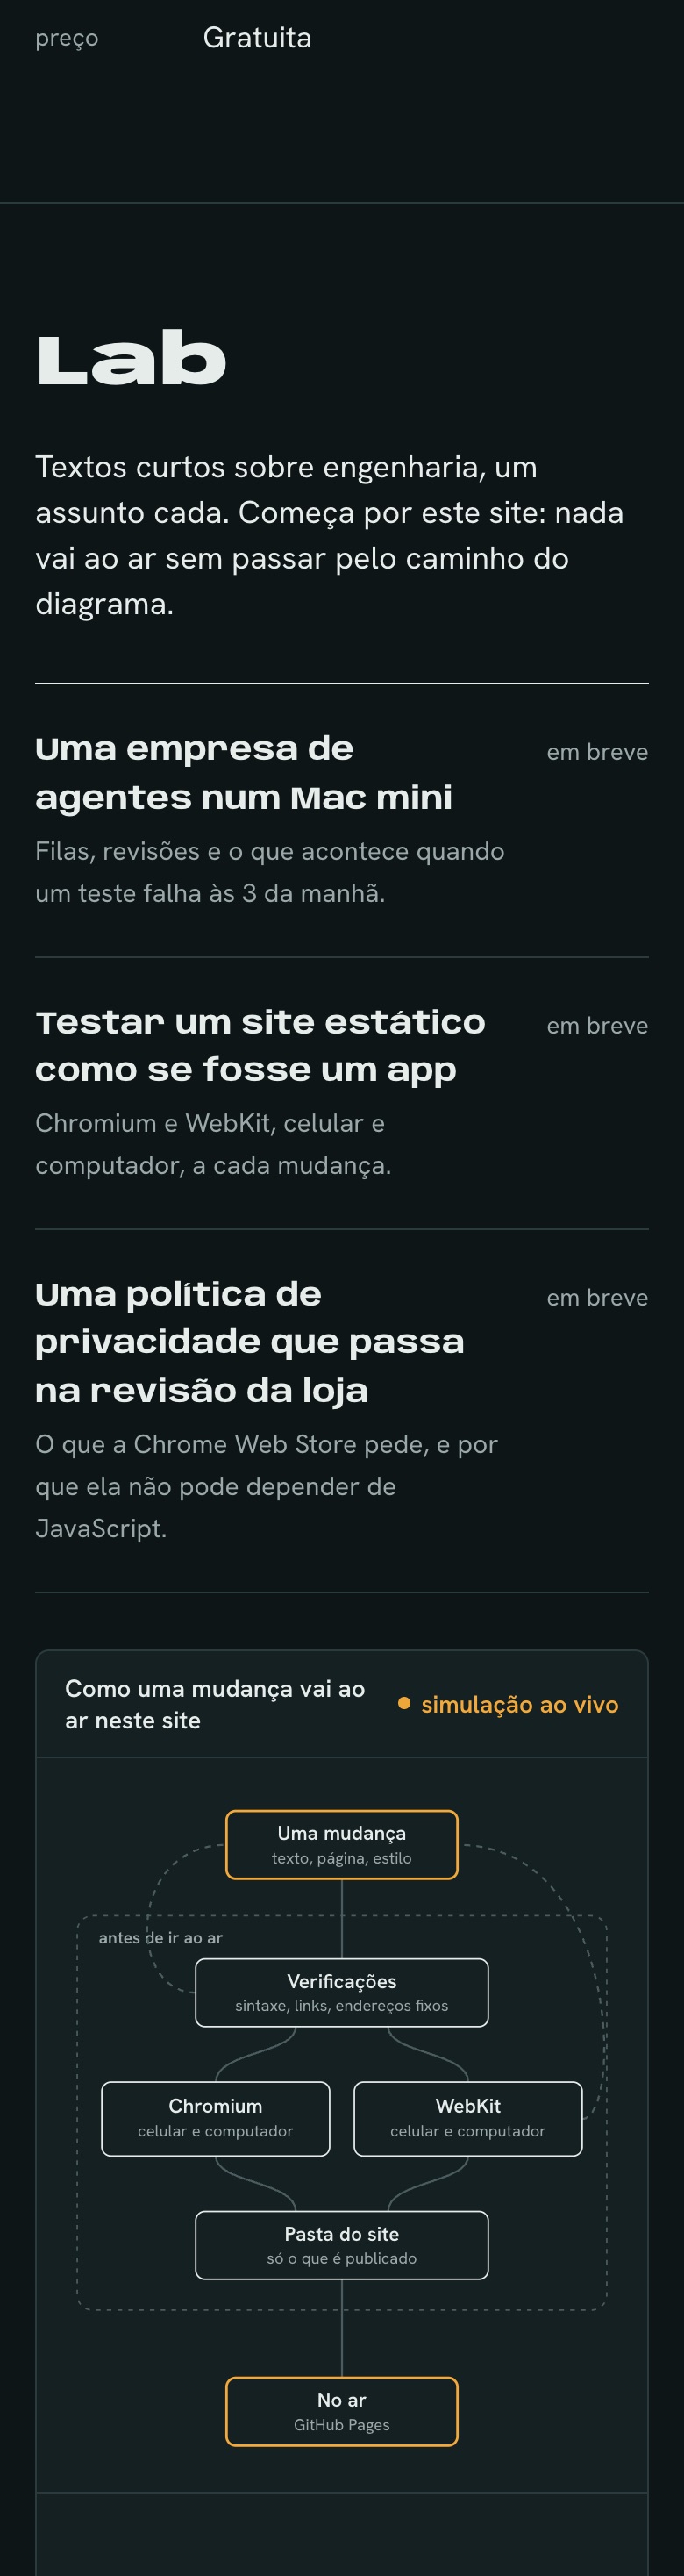 preço Gratuita
Lab
Textos curtos sobre engenharia, um
assunto cada. Começa por este site: nada
vai ao ar sem passar pelo caminho do
diagrama.
Uma empresa de
agentes num Mac mini
em breve
Filas, revisões e o que acontece quando
um teste falha às 3 da manhã.
Testar um site estático
como se fosse um app
em breve
Chromium e WebKit, celular e
computador, a cada mudança.
Uma política de
privacidade que passa
na revisão da loja
em breve
O que a Chrome Web Store pede, e por
que ela não pode depender de
JavaScript.
Como uma mudança vai ao
ar neste site
simulação ao vivo
Uma mudança
texto, página, estilo
antes de ir ao ar
Verificações
sintaxe, links, endereços fixos
Chromium
celular e computador
WebKit
celular e computador
Pasta do site
só o que é publicado
No ar
GitHub Pages